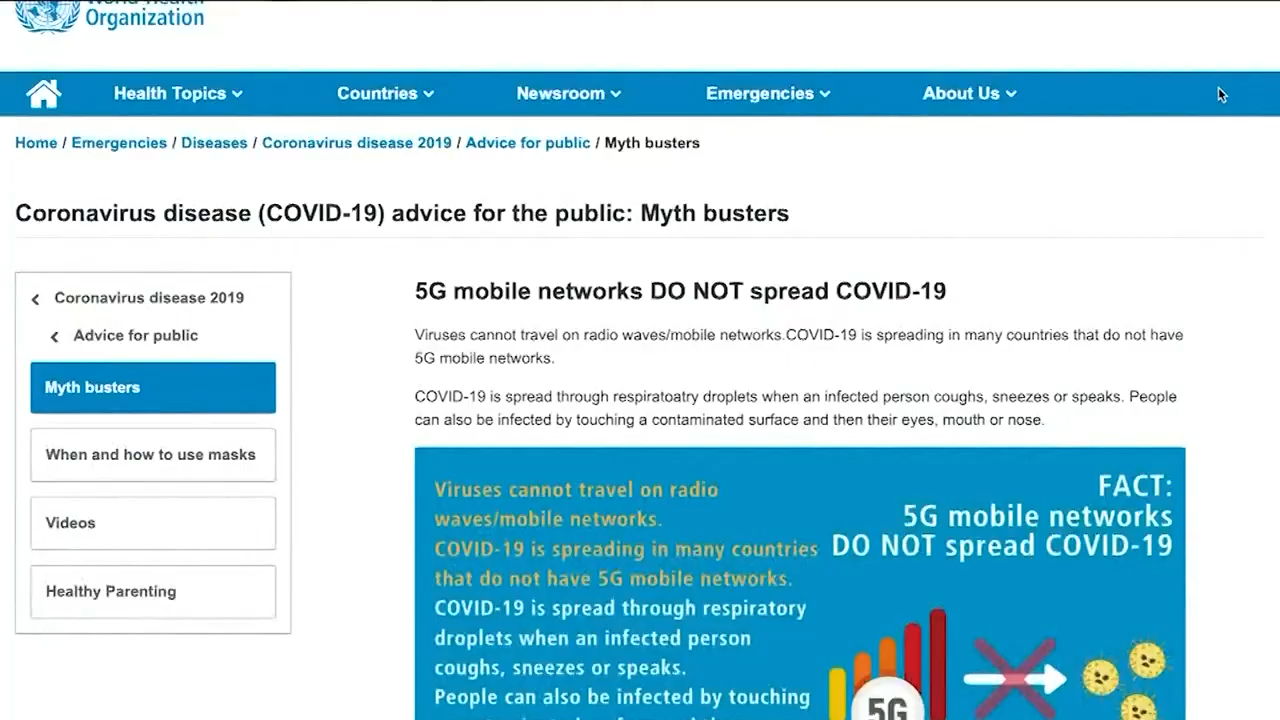 World Health
Organization
Health Topics
Countries
Newsroom
Emergencies
About Us
Home / Emergencies / Diseases / Coronavirus disease 2019 / Advice for public / Myth busters
Coronavirus disease (COVID-19) advice for the public: Myth busters
Coronavirus disease 2019
Advice for public
Myth busters
When and how to use masks
Videos
Healthy Parenting
5G mobile networks DO NOT spread COVID-19
Viruses cannot travel on radio waves/mobile networks.COVID-19 is spreading in many countries that do not have
5G mobile networks.
COVID-19 is spread through respiratoatry droplets when an infected person coughs, sneezes or speaks. People
can also be infected by touching a contaminated surface and then their eyes, mouth or nose.
Viruses cannot travel on radio
waves/mobile networks.
COVID-19 is spreading in many countries
that do not have 5G mobile networks.
COVID-19 is spread through respiratory
droplets when an infected person
coughs, sneezes or speaks.
People can also be infected by touching
FACT:
5G mobile networks
DO NOT spread COVID-19
5G